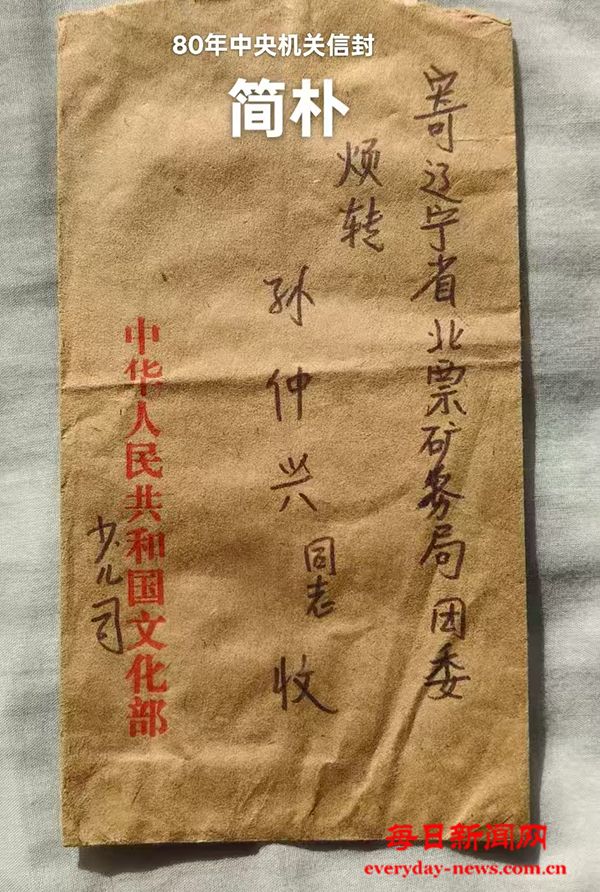 80年中央机关信封
简朴
寄辽宁省北票矿务局团委
烦转
孙仲兴同志收
中华人民共和国文化部
少儿司
每日新闻网
everyday-news.com.cn